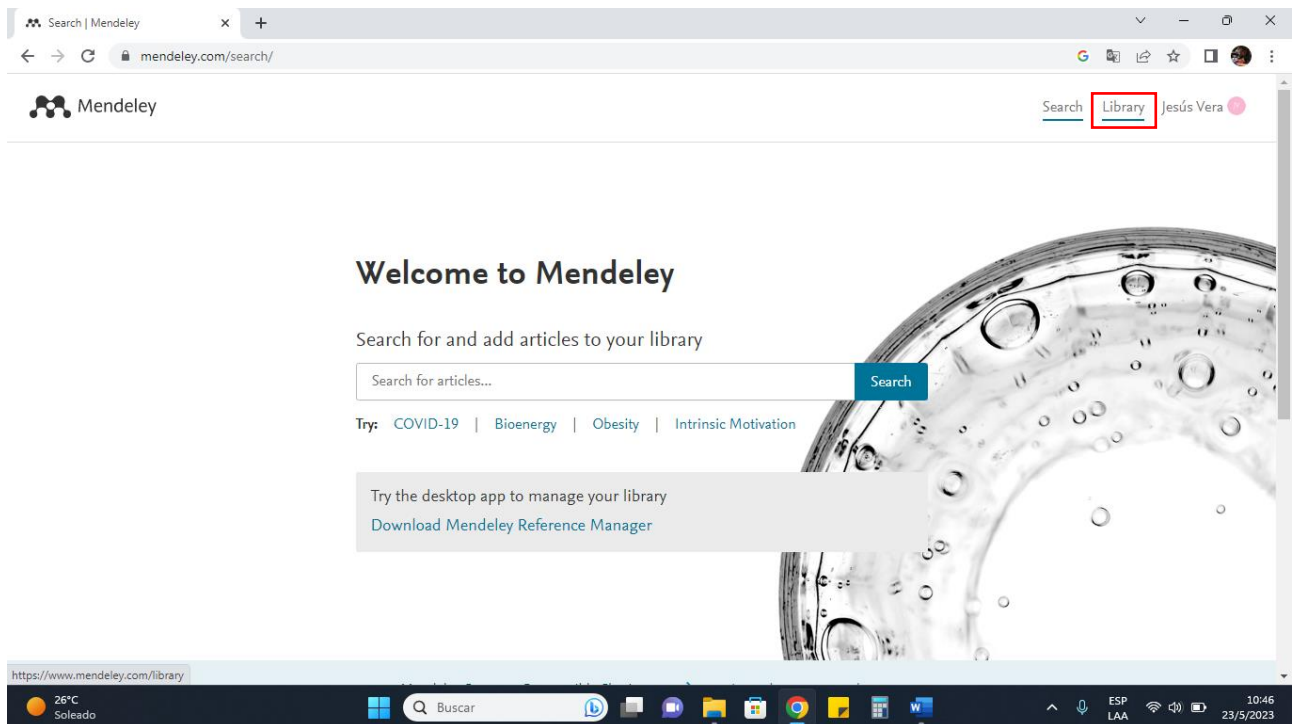 Search | Mendeley
mendeley.com/search/
Mendeley
Search Library Jesús Vera
Welcome to Mendeley
Search for and add articles to your library
Search for articles... Search
Try: COVID-19 | Bioenergy | Obesity | Intrinsic Motivation
Try the desktop app to manage your library
Download Mendeley Reference Manager
https://www.mendeley.com/library
26°C
Soleado
Buscar
ESP
LAA
10:46
23/5/2023